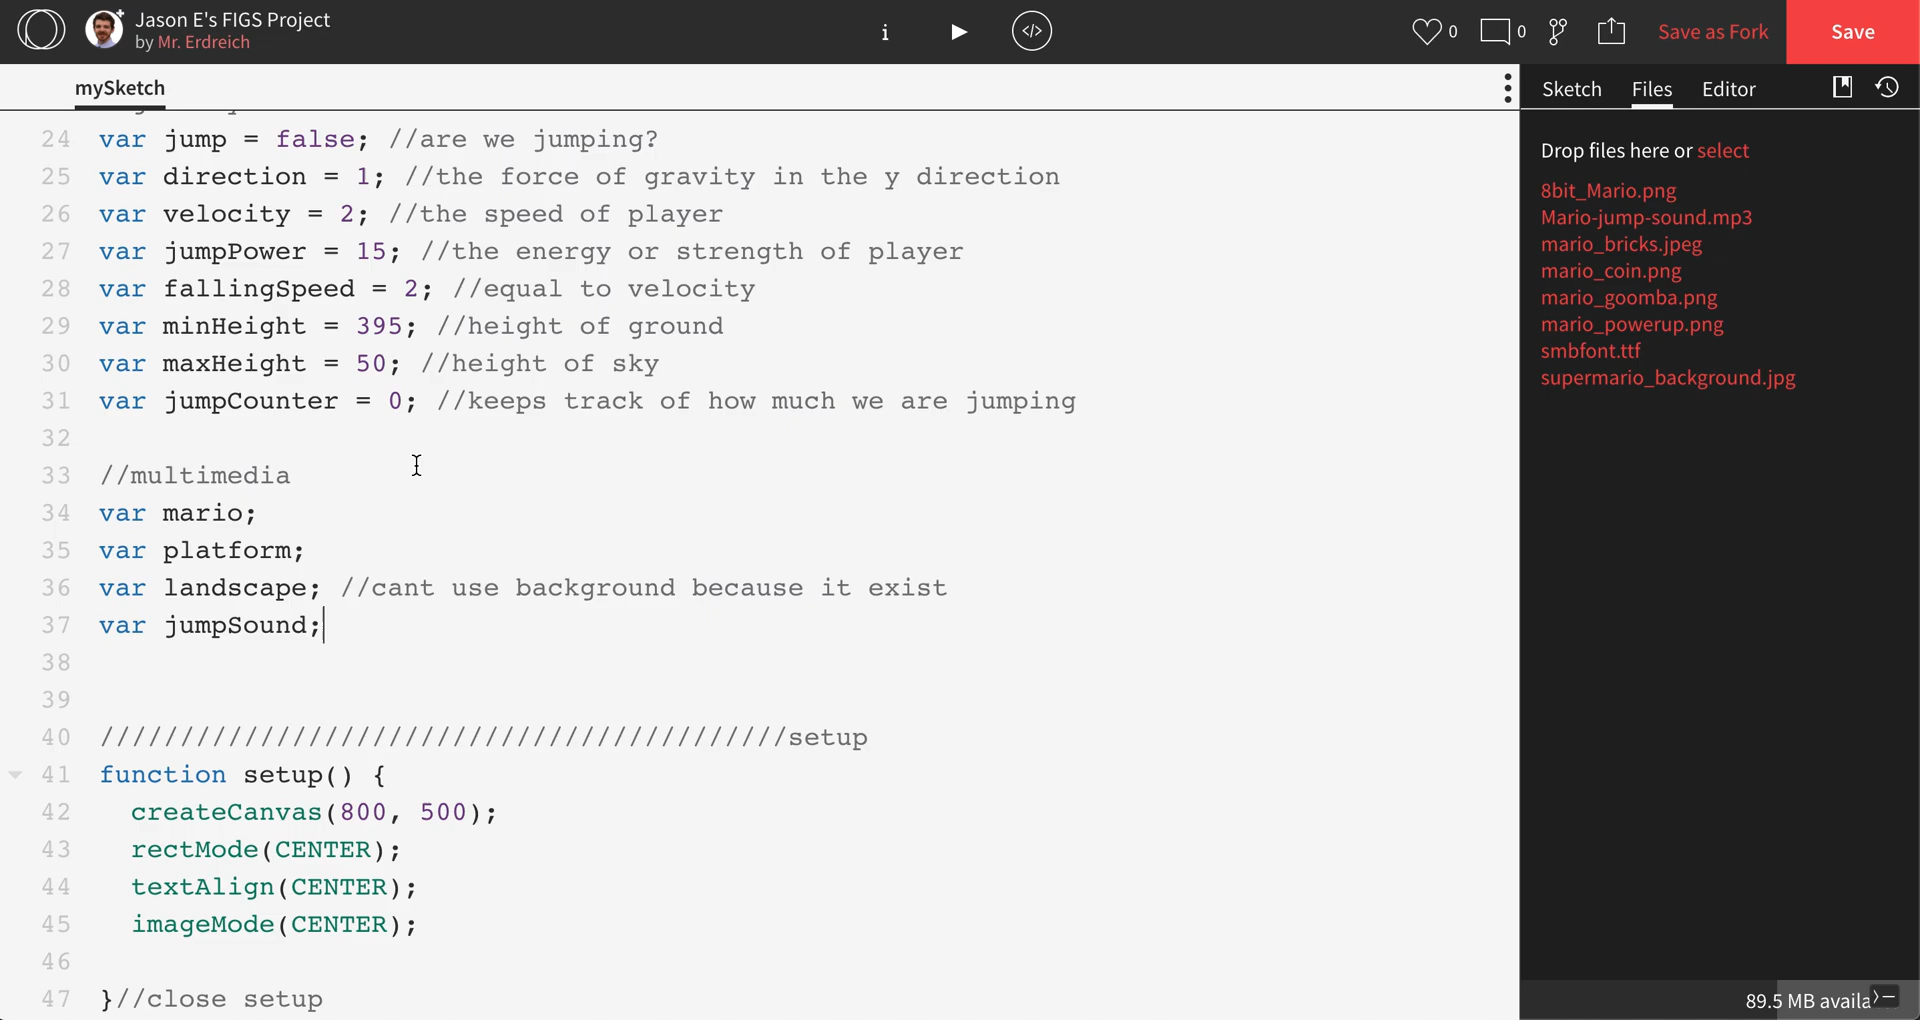 Jason E's FIGS Project
by Mr. Erdreich
i
</>
0
0
Save as Fork
Save
mySketch
Sketch
Files
Editor
24 var jump = false; //are we jumping?
25 var direction = 1; //the force of gravity in the y direction
26 var velocity = 2; //the speed of player
27 var jumpPower = 15; //the energy or strength of player
28 var fallingSpeed = 2; //equal to velocity
29 var minHeight = 395; //height of ground
30 var maxHeight = 50; //height of sky
31 var jumpCounter = 0; //keeps track of how much we are jumping
32
33 //multimedia
34 var mario;
35 var platform;
36 var landscape; //cant use background because it exist
37 var jumpSound;
38
39
40 ///////////////////////////////////////////setup
41 function setup() {
42 createCanvas(800, 500);
43 rectMode(CENTER);
44 textAlign(CENTER);
45 imageMode(CENTER);
46
47 }//close setup
Drop files here or select
8bit_Mario.png
Mario-jump-sound.mp3
mario_bricks.jpeg
mario_coin.png
mario_goomba.png
mario_powerup.png
smbfont.ttf
supermario_background.jpg
89.5 MB availa